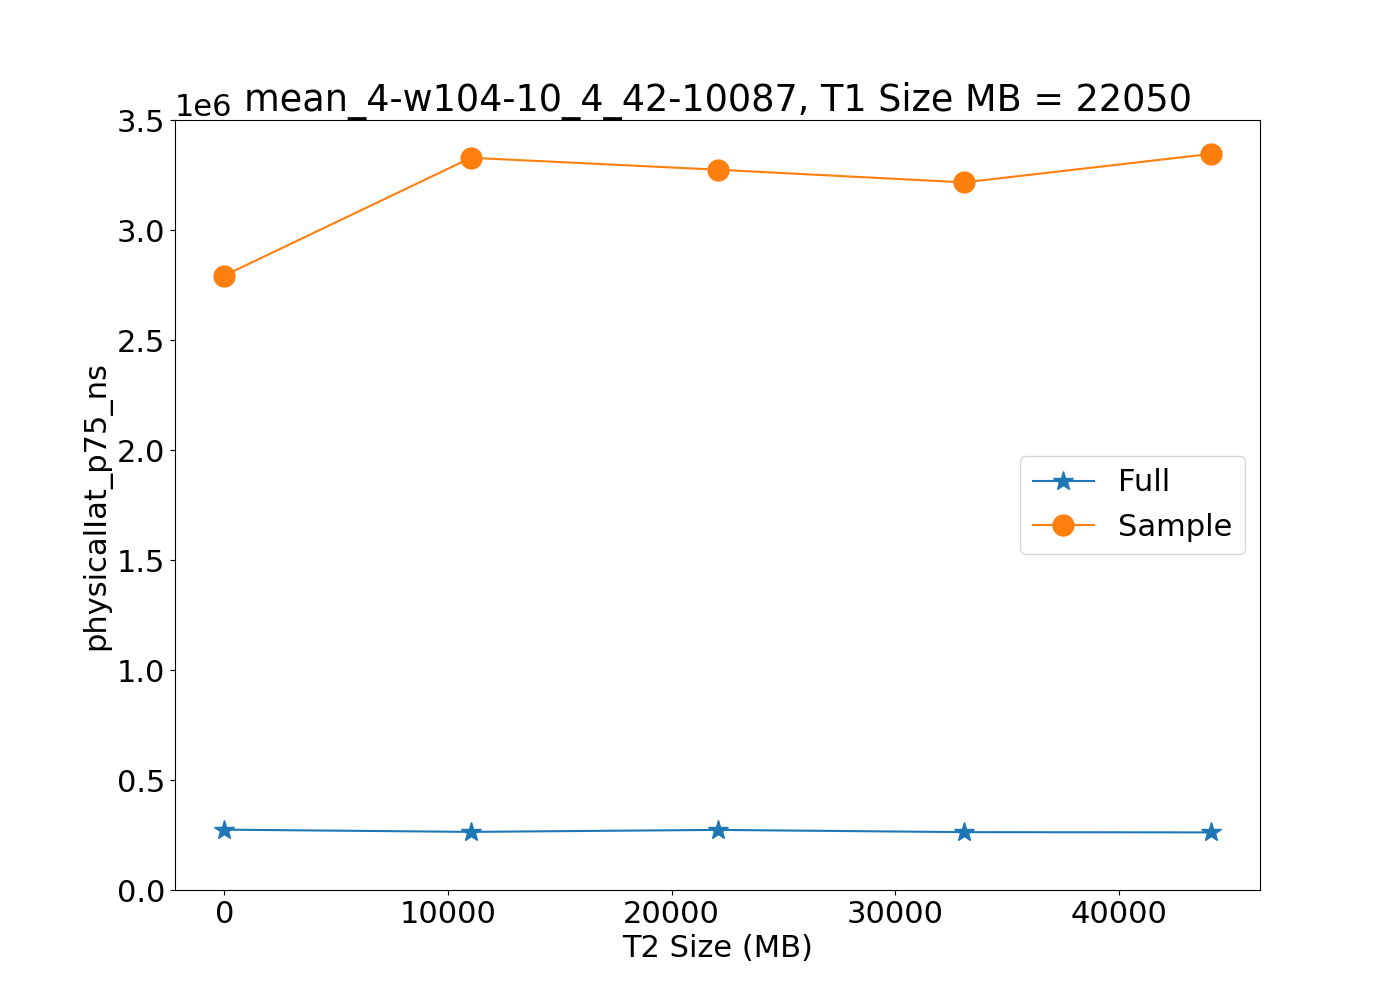 1e6 mean_4-w104-10_4_42-10087, T1 Size MB = 22050
3.5
3.0
2.5
2.0
1.5
1.0
0.5
0.0
physicallat_p75_ns
Full
Sample
0 10000 20000 30000 40000
T2 Size (MB)